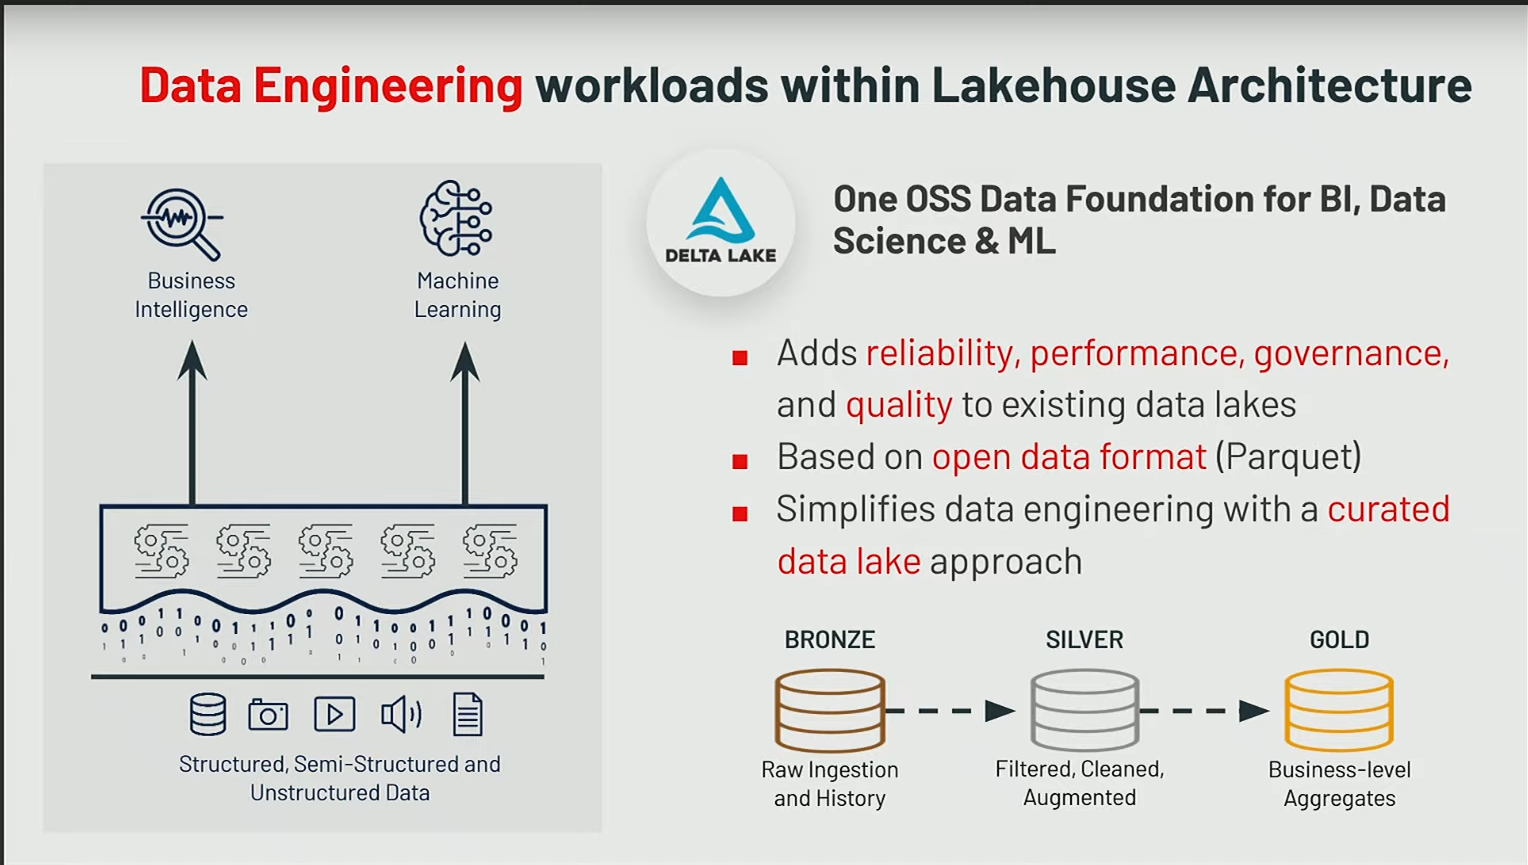 Data Engineering workloads within Lakehouse Architecture
Business
Intelligence
Machine
Learning
Structured, Semi-Structured and
Unstructured Data
DELTA LAKE
One OSS Data Foundation for BI, Data
Science & ML
Adds reliability, performance, governance,
and quality to existing data lakes
Based on open data format (Parquet)
Simplifies data engineering with a curated
data lake approach
BRONZE
Raw Ingestion
and History
SILVER
Filtered, Cleaned,
Augmented
GOLD
Business-level
Aggregates